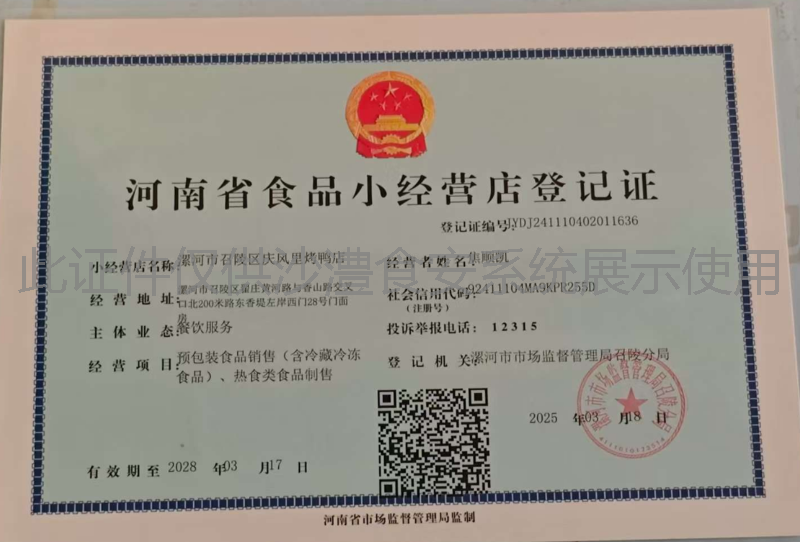 河南省食品小经营店登记证
登记证编号:JYDJ241110402011636
小经营店名称:漯河市召陵区庆风里烤鸭店
经营者姓名:焦顺凯
此证件仅供沙澧食安系统展示使用
经营地址:漯河市召陵区翟庄黄河路与香山路交叉
口北200米路东香堤左岸西门28号门面
房
社会信用代码:92411104MA9KPR255D
(注册号)
主体业态:餐饮服务
投诉举报电话:12315
经营项目:预包装食品销售(含冷藏冷冻
食品)、热食类食品制售
登记机关:漯河市市场监督管理局召陵分局
2025 年03 月18 日
有效期至 2028 年03 月17 日
河南省市场监督管理局监制